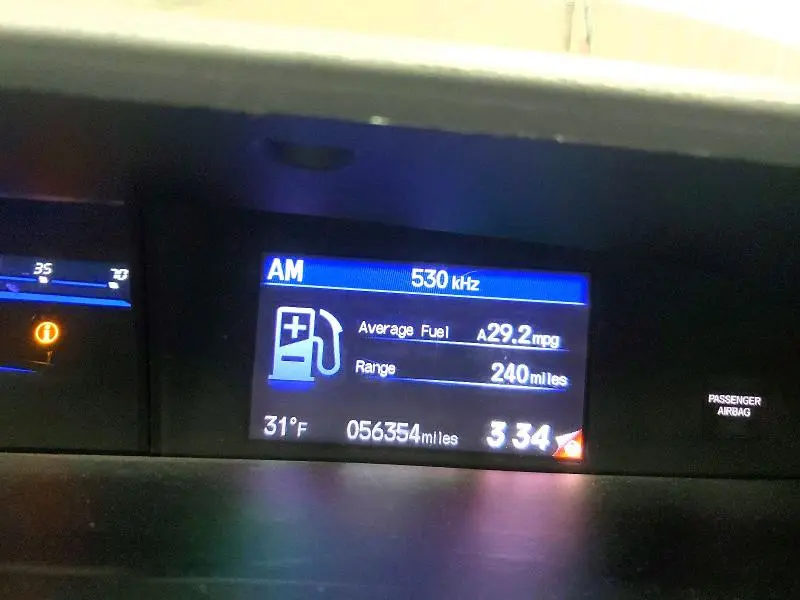 AM 530 kHz
35 70
Average Fuel A29.2mpg
Range 240miles
31°F 056354miles 3 34
PASSENGER
AIRBAG